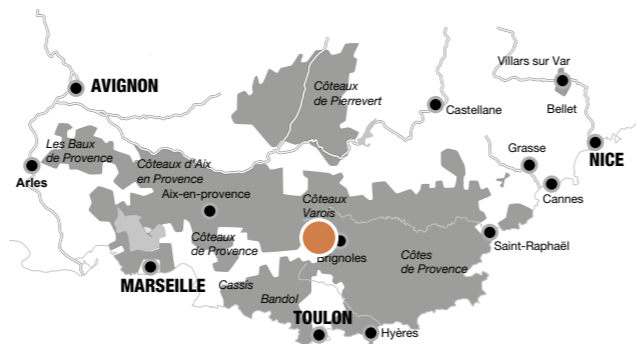 AVIGNON
Côteaux
de Pierrevert
Villars sur Var
Castellane
Bellet
Les Baux
de Provence
Grasse
NICE
Arles
Côteaux d'Aix
en Provence
Aix-en-provence
Cannes
Côteaux
Varois
Côteaux
de Provence
Brignoles
Côtes
de Provence
Saint-Raphaël
MARSEILLE
Cassis
Bandol
TOULON
Hyères